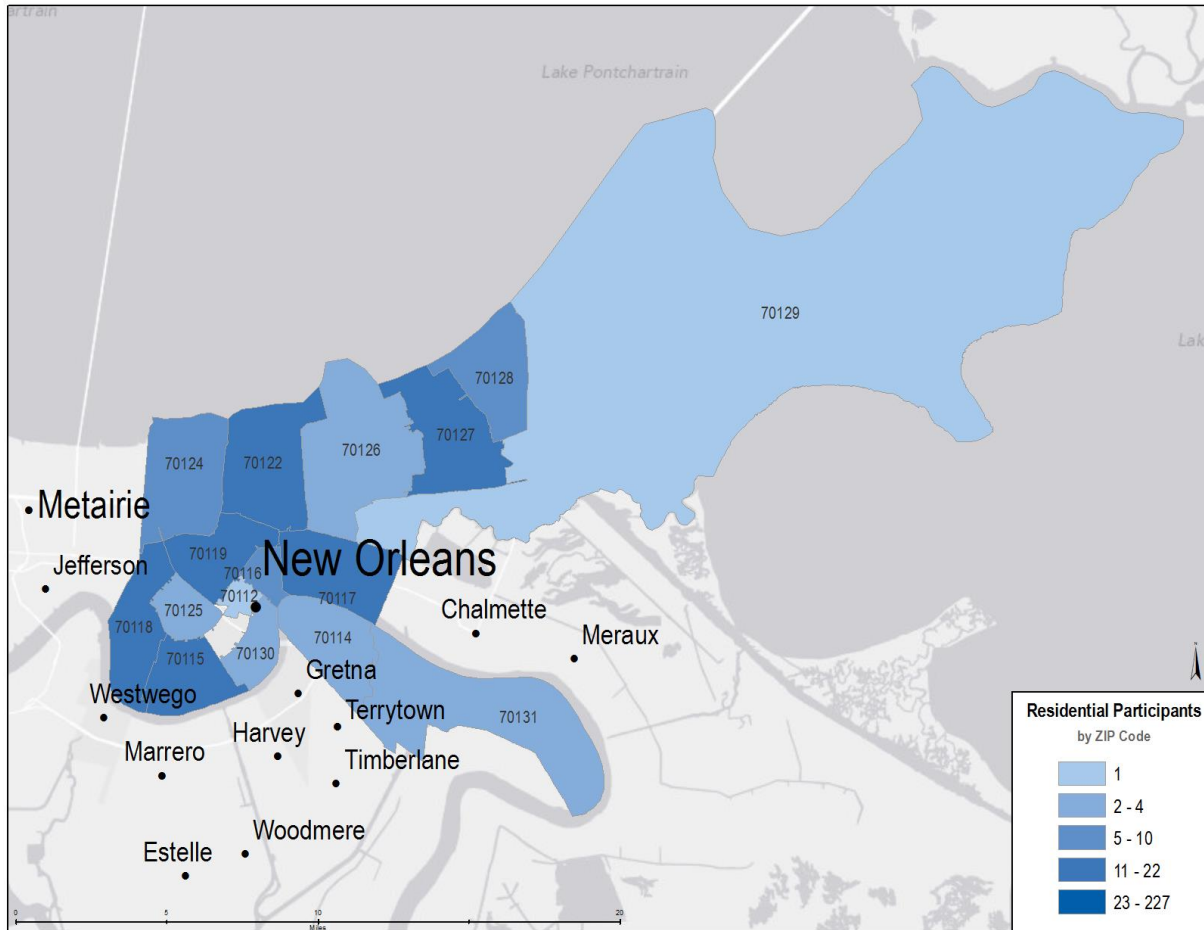 artrain
Lake Pontchartrain
70129
Lak
70128
70127
70126
70122
70124
Metairie
70119
New Orleans
Jefferson
70116
70112
70117
70125
Chalmette
70118
70114
Meraux
70130
70115
Gretna
Westwego
Terrytown
70131
Harvey
Marrero
Timberlane
Woodmere
Estelle
Residential Participants
by ZIP Code
1
2 - 4
5 - 10
11 - 22
23 - 227
0 5 10 20
Miles